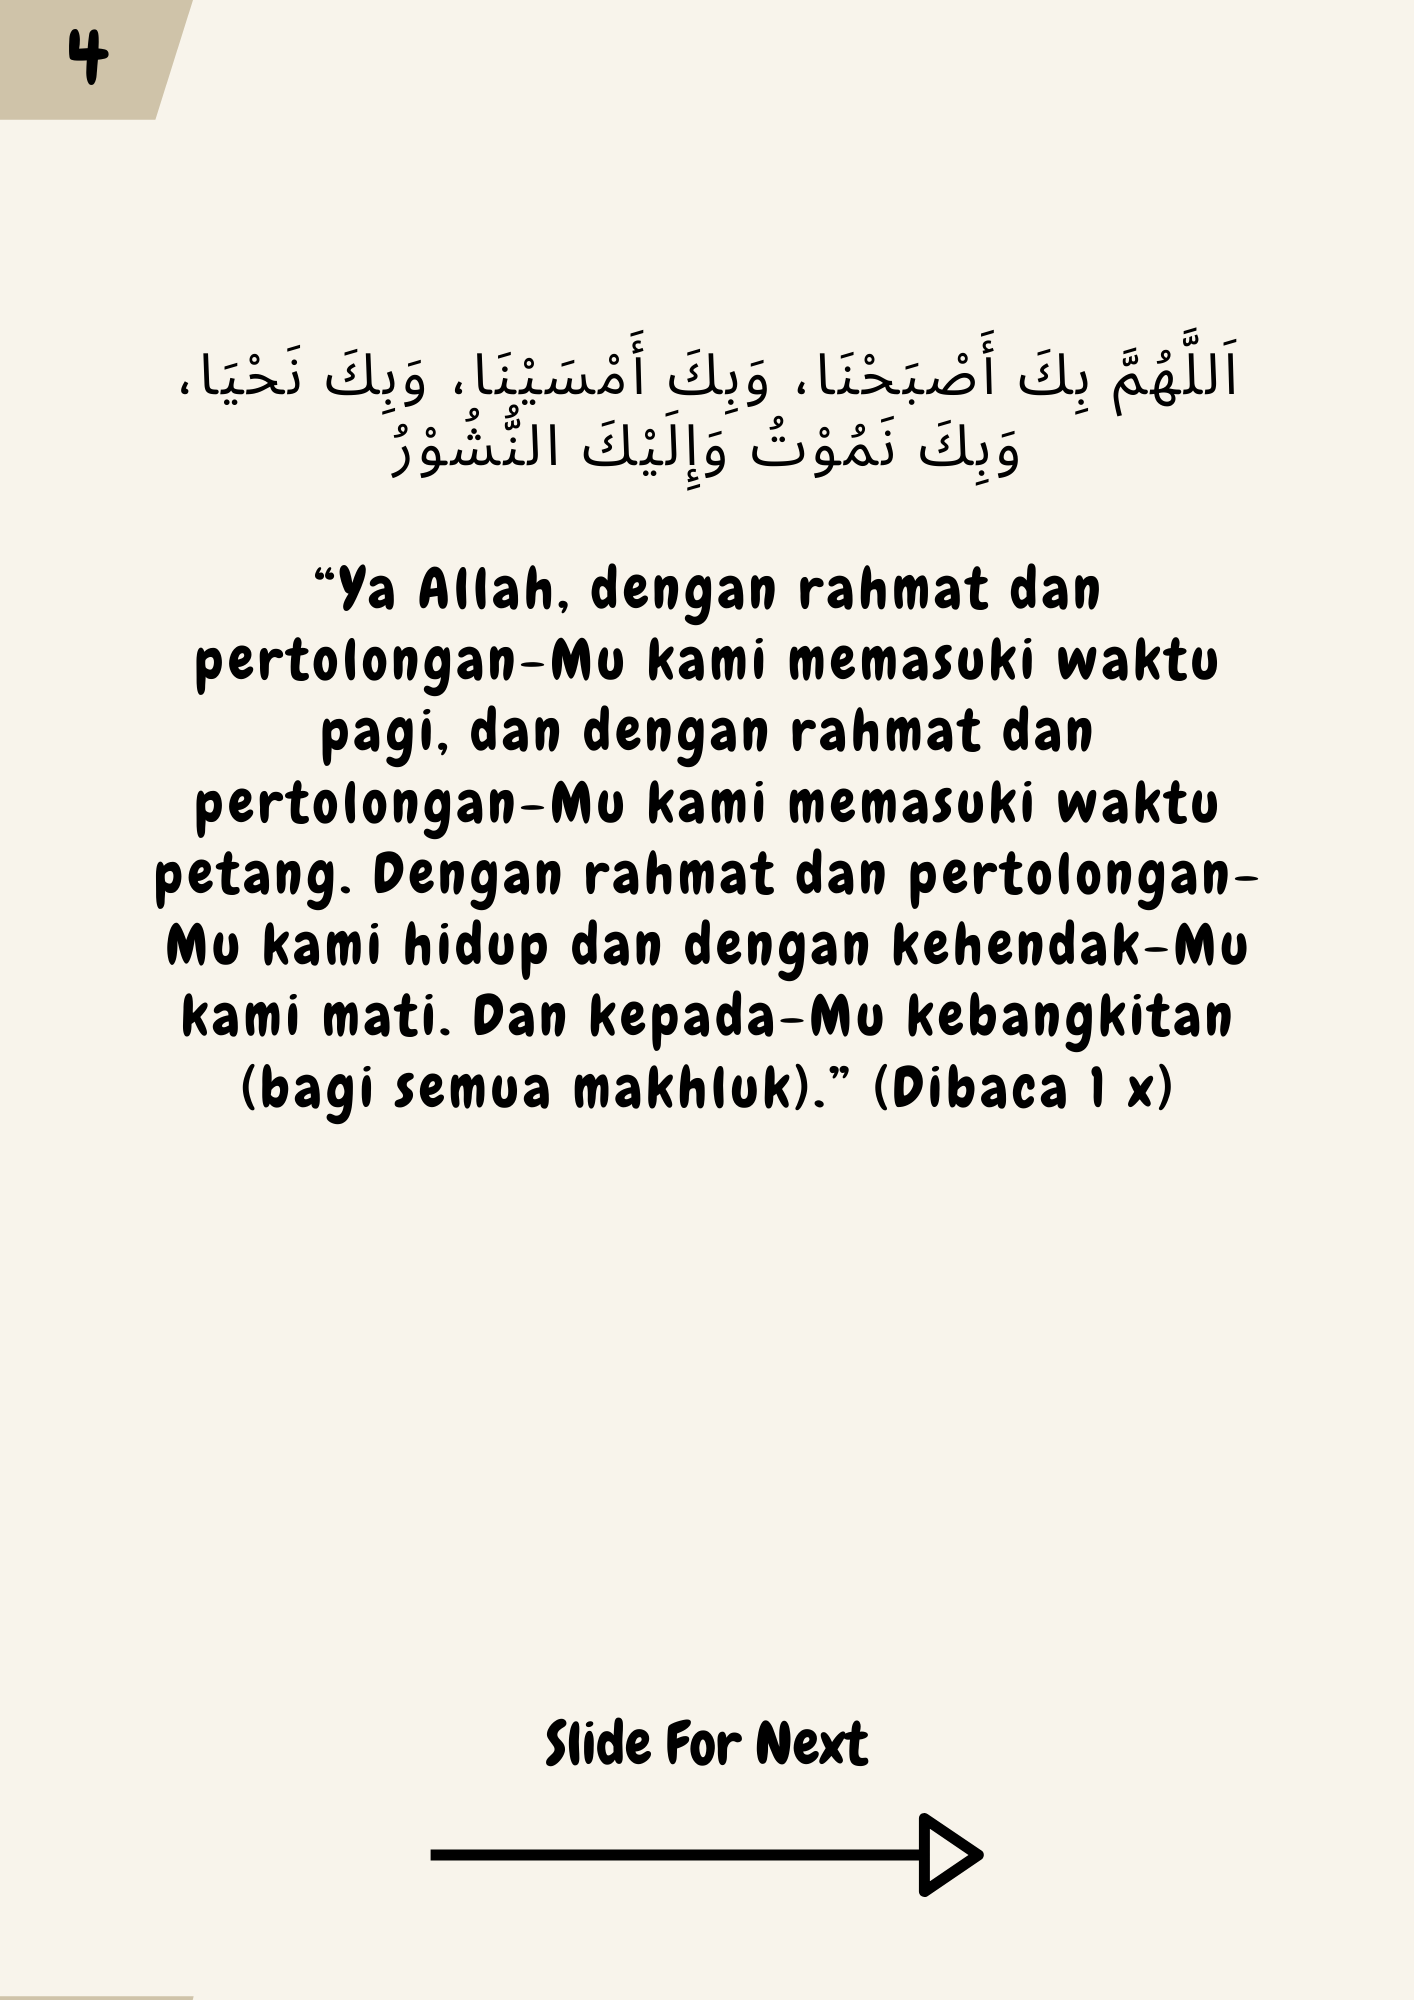 4
اَللَّهُمَّ بِكَ أَصْبَحْنَا، وَبِكَ أَمْسَيْنَا، وَبِكَ نَحْيَا،
وَبِكَ نَمُوْتُ وَإِلَيْكَ النُّشُوْرُ
“Ya Allah, dengan rahmat dan
pertolongan-Mu kami memasuki waktu
pagi, dan dengan rahmat dan
pertolongan-Mu kami memasuki waktu
petang. Dengan rahmat dan pertolongan-
Mu kami hidup dan dengan kehendak-Mu
kami mati. Dan kepada-Mu kebangkitan
(bagi semua makhluk).” (Dibaca 1 x)
Slide For Next